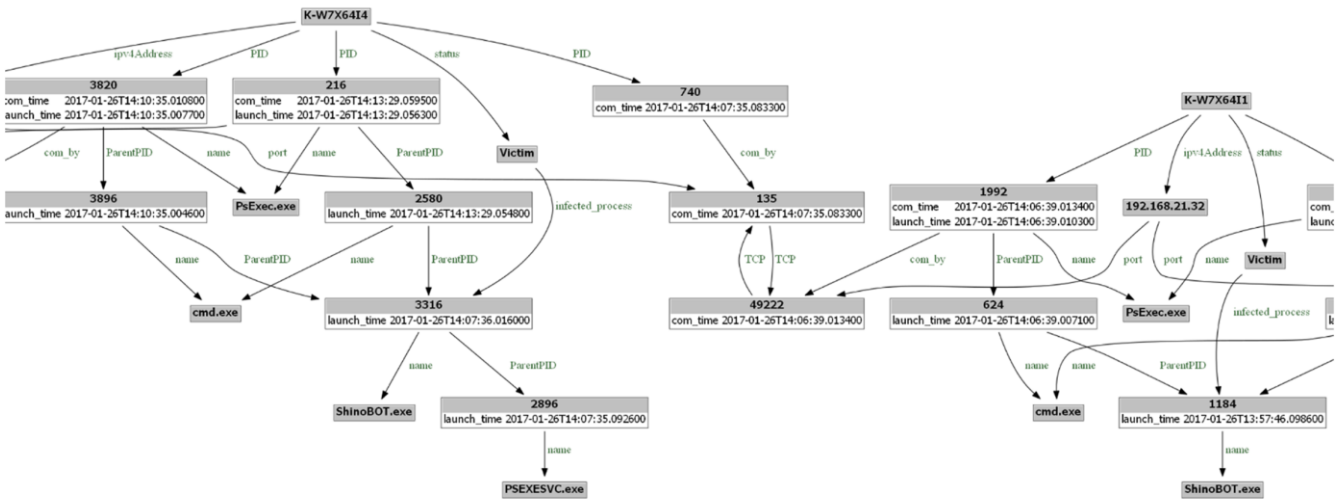 K-W7X64I4
ipv4Address
PID
PID
status
PID
3820
com_time 2017-01-26T14:10:35.010800
launch_time 2017-01-26T14:10:35.007700
216
com_time 2017-01-26T14:13:29.059500
launch_time 2017-01-26T14:13:29.056300
740
com_time 2017-01-26T14:07:35.083300
K-W7X64I1
com_by
ParentPID
name
port
name
ParentPID
Victim
com_by
PID
ipv4Address
status
3896
launch_time 2017-01-26T14:10:35.004600
PsExec.exe
2580
launch_time 2017-01-26T14:13:29.054800
infected_process
135
com_time 2017-01-26T14:07:35.083300
1992
com_time 2017-01-26T14:06:39.013400
launch_time 2017-01-26T14:06:39.010300
192.168.21.32
com_
launc
name
ParentPID
name
ParentPID
TCP
TCP
com_by
ParentPID
name
port
port
name
Victim
cmd.exe
3316
launch_time 2017-01-26T14:07:36.016000
49222
com_time 2017-01-26T14:06:39.013400
624
launch_time 2017-01-26T14:06:39.007100
PsExec.exe
infected_process
name
ParentPID
name
name
ParentPID
ShinoBOT.exe
2896
launch_time 2017-01-26T14:07:35.092600
cmd.exe
1184
launch_time 2017-01-26T13:57:46.098600
name
name
PSEXESVC.exe
ShinoBOT.exe